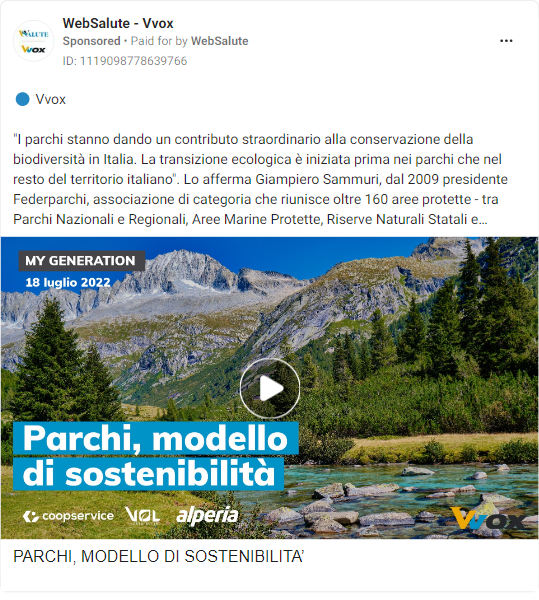 WebSalute - Vvox
Sponsored • Paid for by WebSalute
ID: 1119098778639766
Vvox
"I parchi stanno dando un contributo straordinario alla conservazione della
biodiversità in Italia. La transizione ecologica è iniziata prima nei parchi che nel
resto del territorio italiano". Lo afferma Giampiero Sammuri, dal 2009 presidente
Federparchi, associazione di categoria che riunisce oltre 160 aree protette - tra
Parchi Nazionali e Regionali, Aree Marine Protette, Riserve Naturali Statali e...
MY GENERATION
18 luglio 2022
Parchi, modello
di sostenibilità
coopservice
alperia
Vvox
PARCHI, MODELLO DI SOSTENIBILITA'